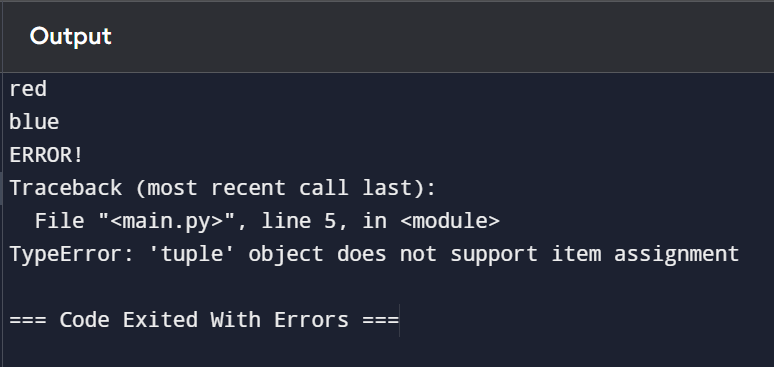 Output
red
blue
ERROR!
Traceback (most recent call last):
  File "<main.py>", line 5, in <module>
TypeError: 'tuple' object does not support item assignment

=== Code Exited With Errors ===